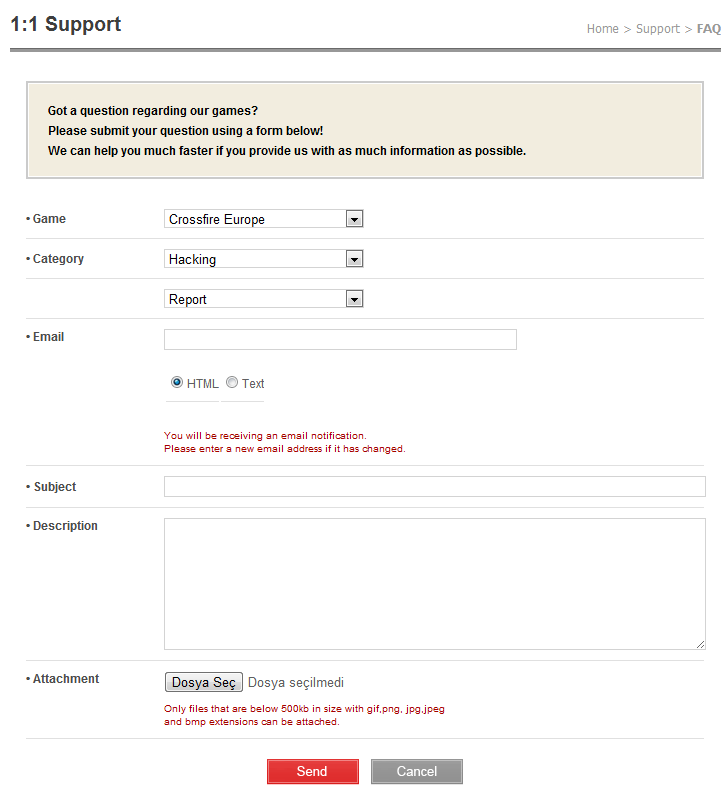 1:1 Support
Home > Support > FAQ
Got a question regarding our games?
Please submit your question using a form below!
We can help you much faster if you provide us with as much information as possible.
• Game
Crossfire Europe
• Category
Hacking
Report
• Email
HTML Text
You will be receiving an email notification.
Please enter a new email address if it has changed.
• Subject
• Description
• Attachment
Dosya Seç Dosya seçilmedi
Only files that are below 500kb in size with gif,png, jpg,jpeg
and bmp extensions can be attached.
Send
Cancel